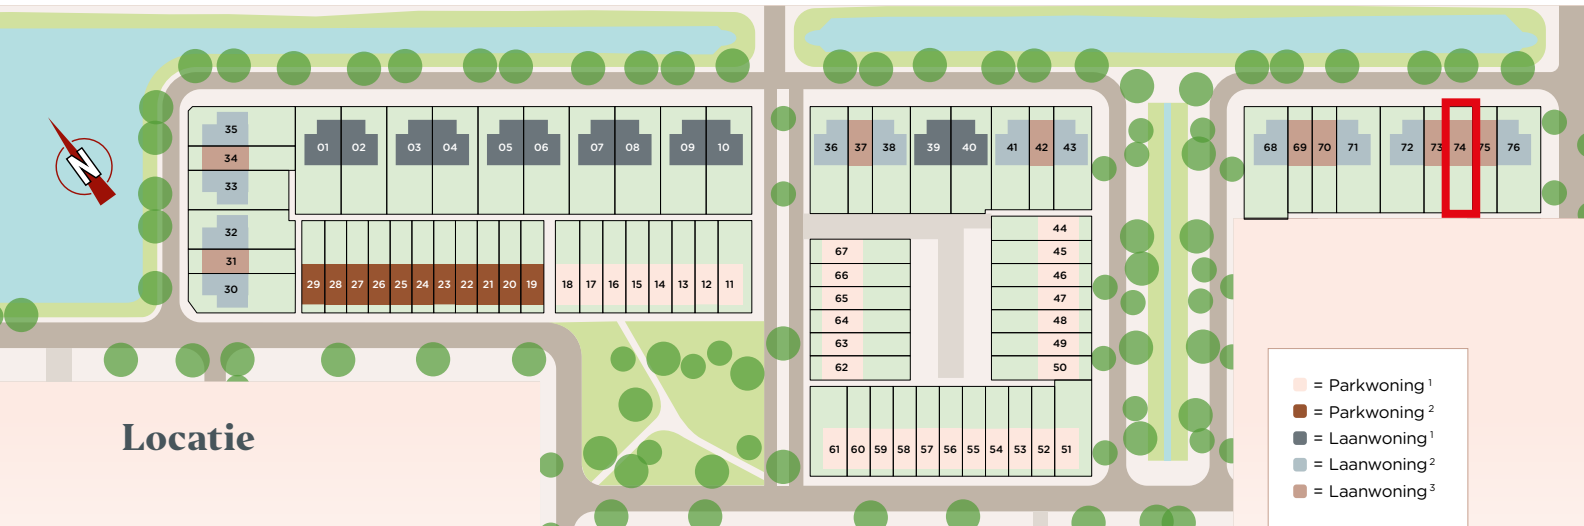 35
34
33
32
31
30
01 02 03 04 05 06 07 08 09 10
36 37 38 39 40 41 42 43
68 69 70 71 72 73 74 75 76
29 28 27 26 25 24 23 22 21 20 19
18 17 16 15 14 13 12 11
67
66
65
64
63
62
44
45
46
47
48
49
50
61 60 59 58 57 56 55 54 53 52 51
N
Locatie
= Parkwoning 1
= Parkwoning 2
= Laanwoning 1
= Laanwoning 2
= Laanwoning 3